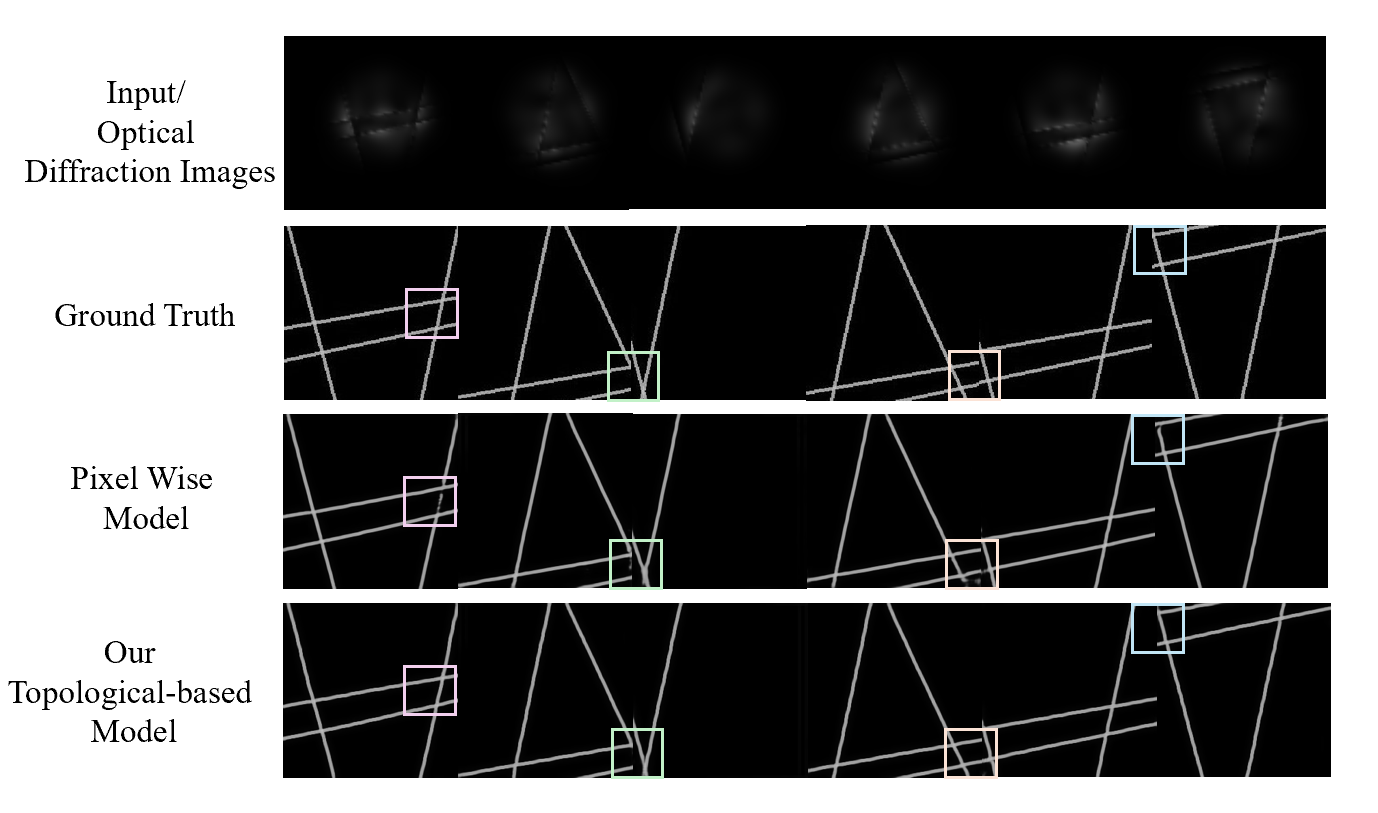 Input/
Optical
Diffraction Images
Ground Truth
Pixel Wise
Model
Our
Topological-based
Model